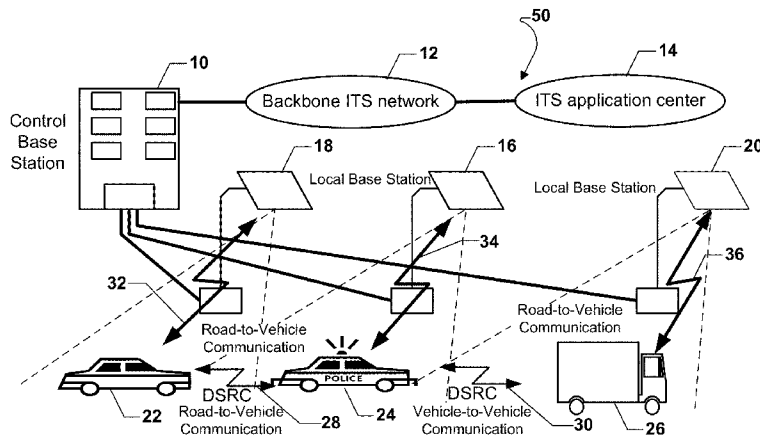 50
10
12
14
Backbone ITS network
ITS application center
Control
Base
Station
18
16
20
Local Base Station
Local Base Station
34
36
32
Road-to-Vehicle
Communication
Road-to-Vehicle
Communication
POLICE
DSRC
Road-to-Vehicle
Communication
DSRC
Vehicle-to-Vehicle
Communication
22
28
24
30
26